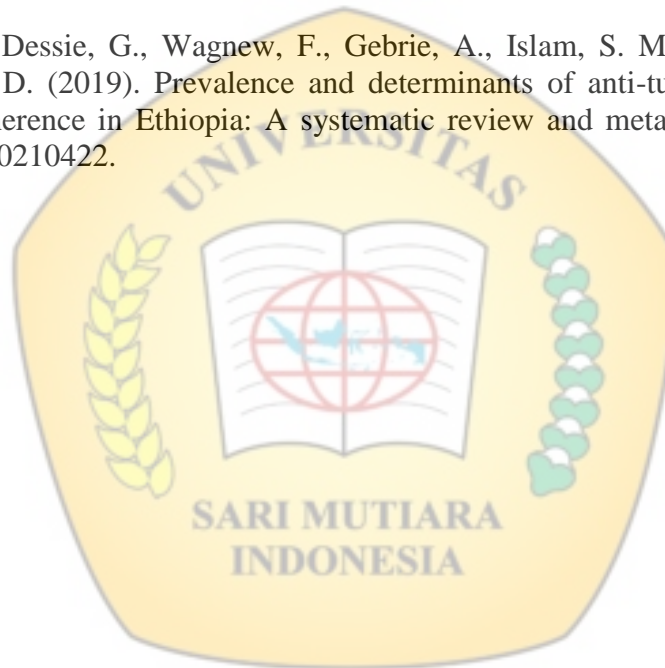 Dessie, G., Wagnew, F., Gebrie, A., Islam, S. M
D. (2019). Prevalence and determinants of anti-tu
erence in Ethiopia: A systematic review and meta
0210422.
UNIVERSITAS
SARI MUTIARA
INDONESIA